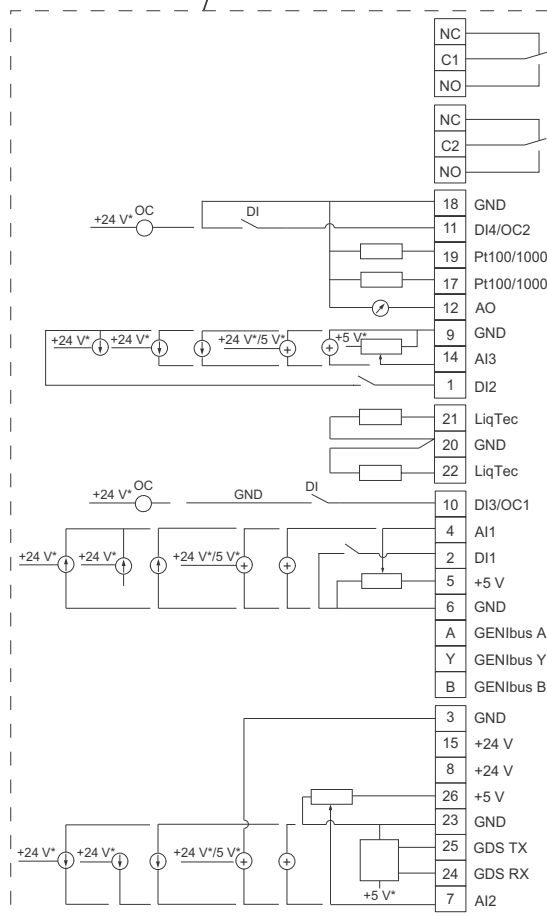 NC
C1
NO
NC
C2
NO
18 GND
+24 V* OC DI 11 DI4/OC2
19 Pt100/1000
17 Pt100/1000
12 AO
9 GND
+24 V* +24 V* +24 V*/5 V* +5 V*
14 AI3
1 DI2
21 LiqTec
20 GND
22 LiqTec
+24 V* OC GND DI 10 DI3/OC1
4 AI1
2 DI1
+24 V* +24 V* +24 V*/5 V*
5 +5 V
6 GND
A GENIbus A
Y GENIbus Y
B GENIbus B
3 GND
15 +24 V
8 +24 V
26 +5 V
23 GND
25 GDS TX
+24 V* +24 V* +24 V*/5 V*
24 GDS RX
+5 V*
7 AI2